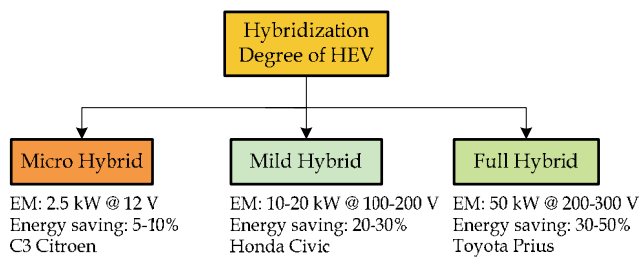 Hybridization
Degree of HEV
Micro Hybrid
EM: 2.5 kW @ 12 V
Energy saving: 5-10%
C3 Citroen
Mild Hybrid
EM: 10-20 kW @ 100-200 V
Energy saving: 20-30%
Honda Civic
Full Hybrid
EM: 50 kW @ 200-300 V
Energy saving: 30-50%
Toyota Prius